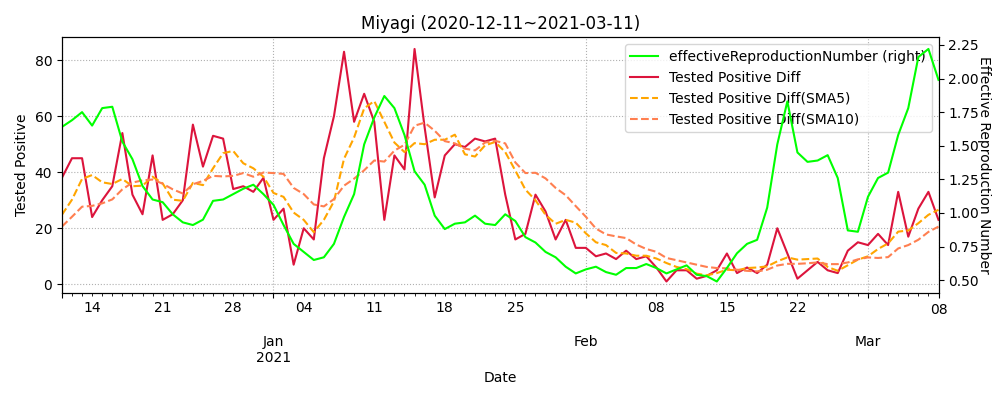 Miyagi (2020-12-11~2021-03-11)
effectiveReproductionNumber (right)
Tested Positive Diff
Tested Positive Diff(SMA5)
Tested Positive Diff(SMA10)
Tested Positive
80
60
40
20
0
2.25
2.00
1.75
1.50
1.25
1.00
0.75
0.50
Effective Reproduction Number
14 21 28 04 11 18 25 08 15 22 08
Jan Feb Mar
2021
Date